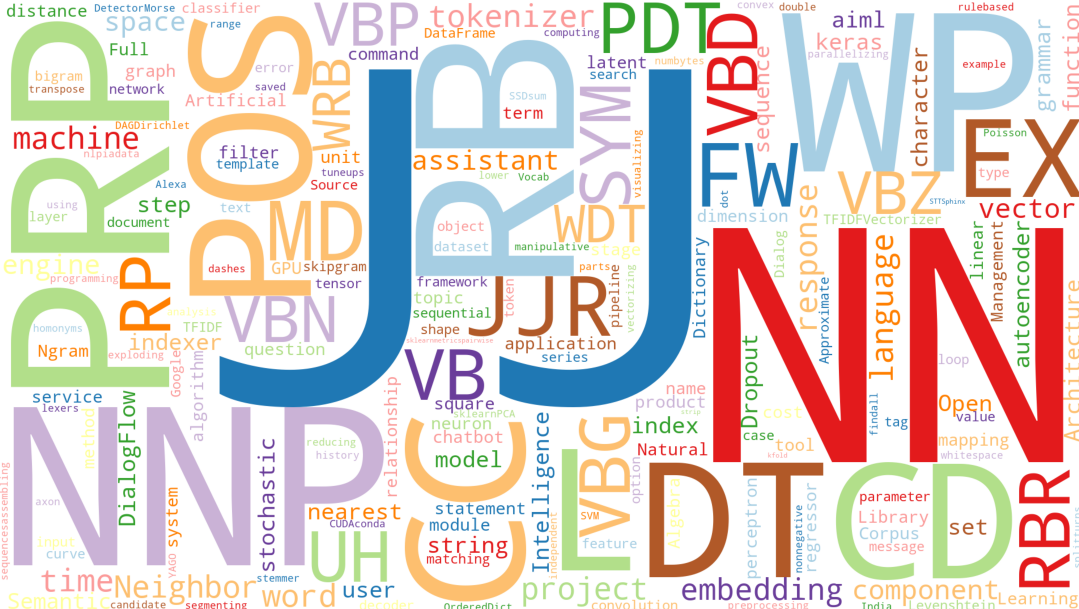 distance
DetectorMorse
classifier
space
range
VBP
tokenizer
DataFrame
computing
PDT
double
rulebased
convex
aiml
keras
parallelizing
WP
example
grammar
function
Full
bigram
transpose
graph
network
PRP
POS
error
saved
Artificial
command
WRB
RB
SSDsum
term
latent
search
numbytes
VBD
sequence
character
EX
Poisson
type
DAGDirichlet
machine
nlpiadata
filter
template
unit
tuneups
Source
JJ
assistant
lower
Vocab
SYM
visualizing
FW
dot
VBZ
STTSphinx
TFIDFVectorizer
vector
Alexa
using
layer
step
document
text
MD
GPU
skipgram
tensor
dashes
object
dataset
manipulative
WDT
stage
dimension
Dialog
response
linear
Management
autoencoder
engine
programming
RP
framework
topic
sequential
shape
parts
pipeline
vectorizing
token
JJR
Dictionary
Approximate
language
NN
homonyms
Ngram
TFIDF
indexer
exploding
Google
VBN
question
sklearnmetricspairwise
application
series
Architecture
service
lexers
algorithm
VB
square
sklearnPCA
name
product
strip
Dropout
loop
Open
value
NNP
method
DialogFlow
relationship
CC
neuron
chatbot
model
index
Natural
case
cost
tool
kfold
findall
tag
mapping
whitespace
reducing
history
stochastic
Intelligence
LS
VBG
option
DT
CD
RBR
axon
system
nearest
CUDAconda
statement
module
string
matching
SVM
feature
independent
Algebra
perceptron
nonnegative
regressor
parameter
Library
Corpus
message
set
sequencesassembling
input
curve
YAGO
UH
time
Neighbor
stemmer
word
user
decoder
project
embedding
component
Learning
Semantic
candidate
segmenting
OrderedDict
convolution
preprocessing
India
Levenshtein